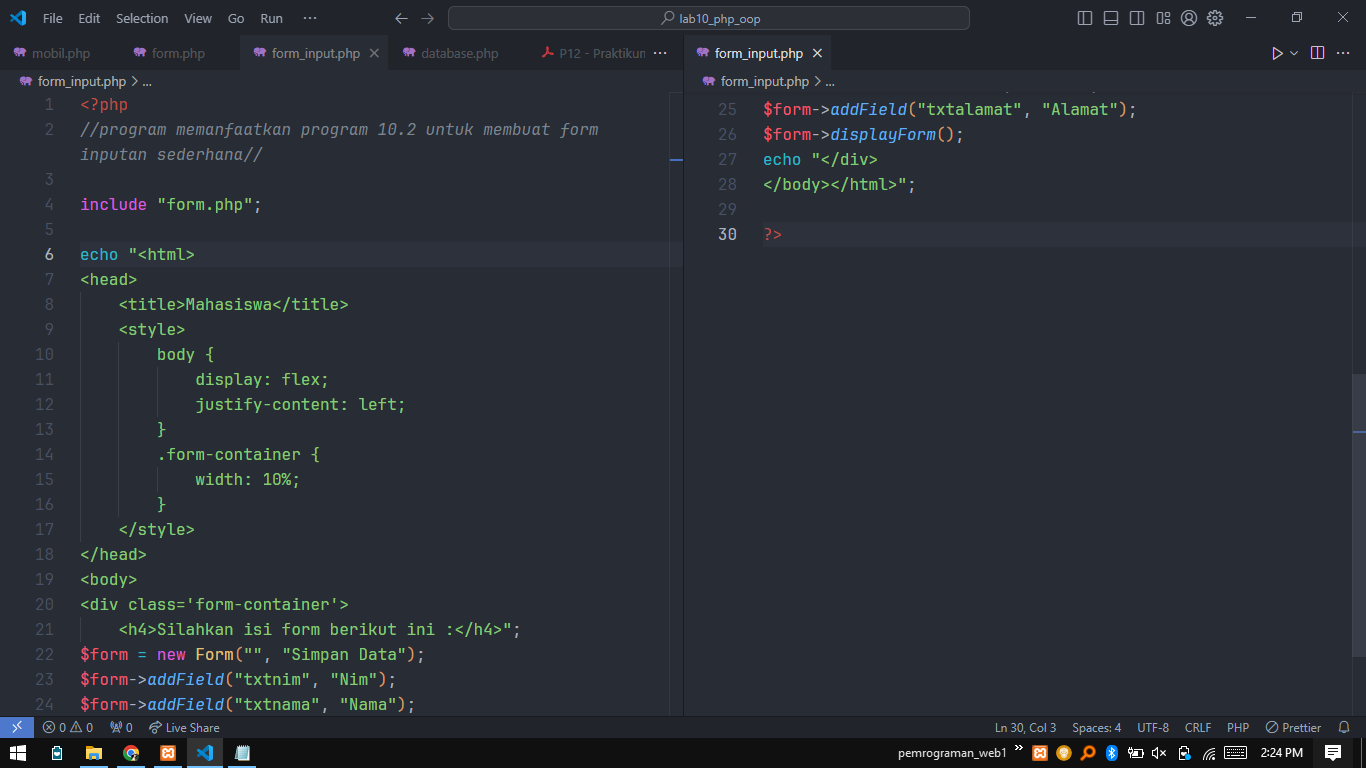 File Edit Selection View Go Run ···
lab10_php_oop
mobil.php form.php form_input.php database.php P12 - Praktikun ···
form_input.php > ...
1 <?php
2 //program memanfaatkan program 10.2 untuk membuat form
inputan sederhana//
3
4 include "form.php";
5
6 echo "<html>
7 <head>
8 <title>Mahasiswa</title>
9 <style>
10 body {
11 display: flex;
12 justify-content: left;
13 }
14 .form-container {
15 width: 10%;
16 }
17 </style>
18 </head>
19 <body>
20 <div class='form-container'>
21 <h4>Silahkan isi form berikut ini :</h4>";
22 $form = new Form("", "Simpan Data");
23 $form->addField("txtnim", "Nim");
24 $form->addField("txtnama", "Nama");
form_input.php
form_input.php > ...
25 $form->addField("txtalamat", "Alamat");
26 $form->displayForm();
27 echo "</div>
28 </body></html>";
29
30 ?>
0 0 0 Live Share Ln 30, Col 3 Spaces: 4 UTF-8 CRLF PHP Prettier
pemrograman_web1 2:24 PM